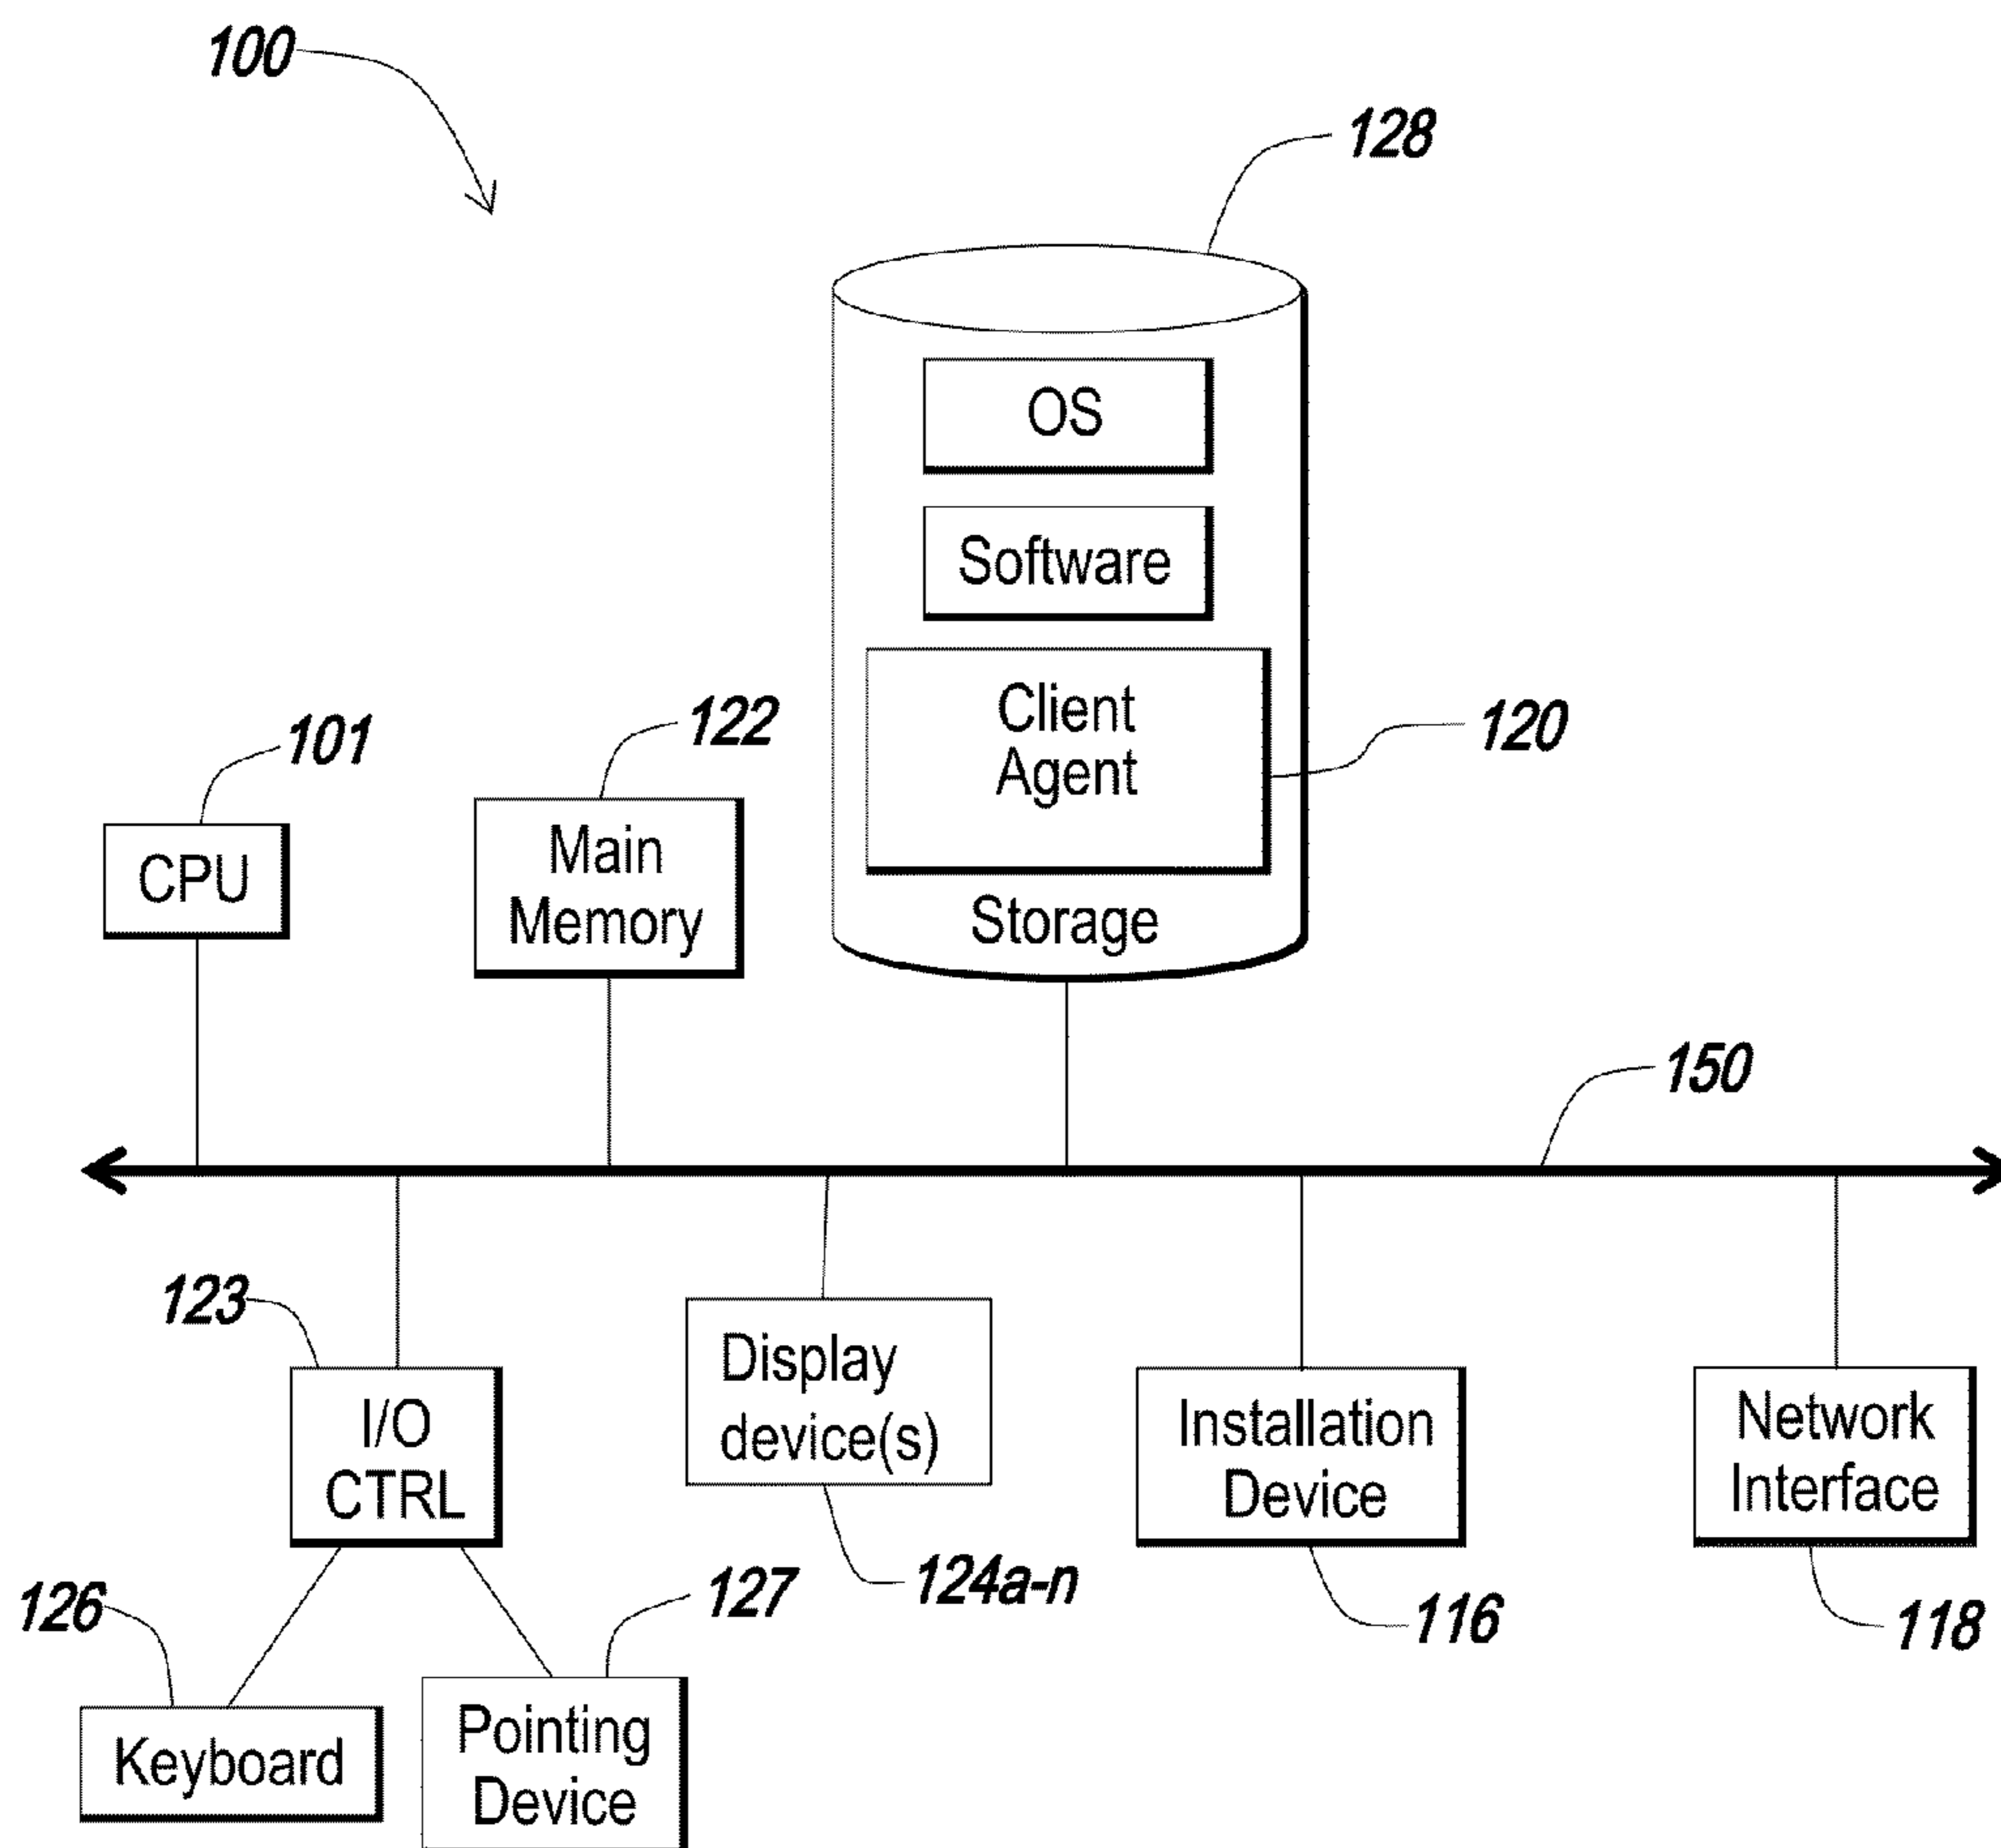 100
128
OS
Software
Client
Agent
120
Storage
101
CPU
122
Main
Memory
150
123
I/O
CTRL
Display
device(s)
124a-n
Installation
Device
116
Network
Interface
118
126
Keyboard
127
Pointing
Device